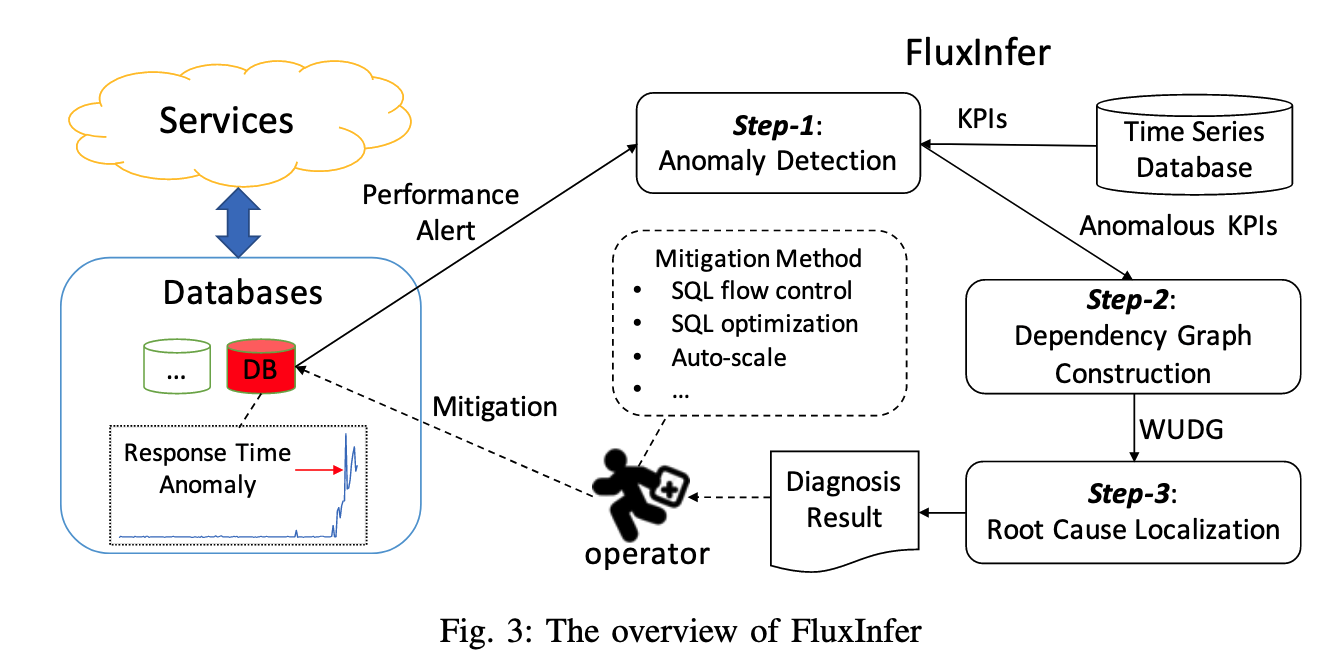 FluxInfer
Services
Step-1:
Anomaly Detection
KPIs
Time Series
Database
Performance
Alert
Anomalous KPIs
Mitigation Method
• SQL flow control
• SQL optimization
• Auto-scale
• ...
Databases
...
DB
Step-2:
Dependency Graph
Construction
Mitigation
WUDG
Response Time
Anomaly
Diagnosis
Result
Step-3:
Root Cause Localization
operator
Fig. 3: The overview of FluxInfer